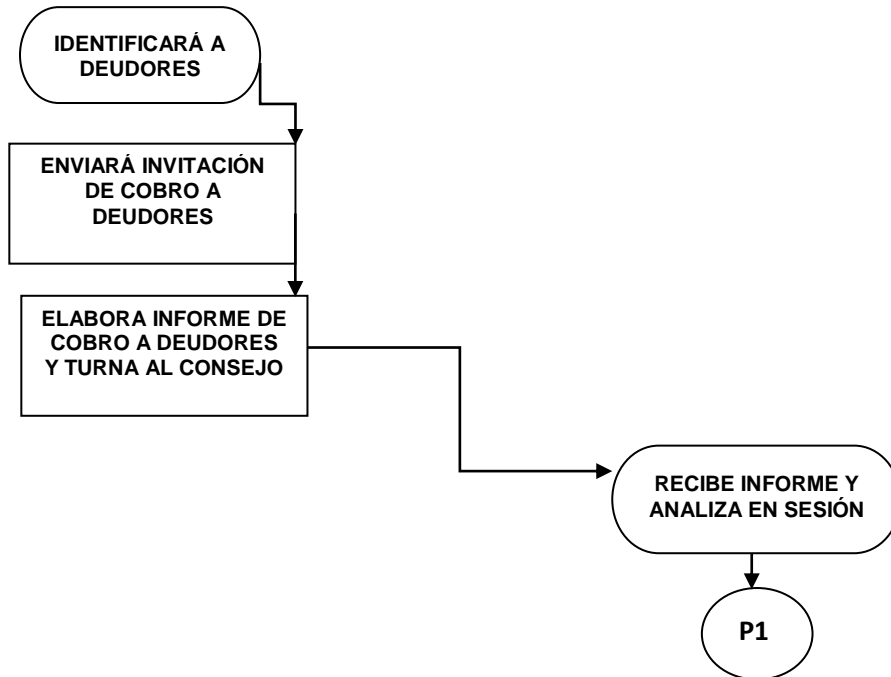 IDENTIFICARÁ A
DEUDORES
ENVIARÁ INVITACIÓN
DE COBRO A
DEUDORES
ELABORA INFORME DE
COBRO A DEUDORES
Y TURNA AL CONSEJO
RECIBE INFORME Y
ANALIZA EN SESIÓN
P1